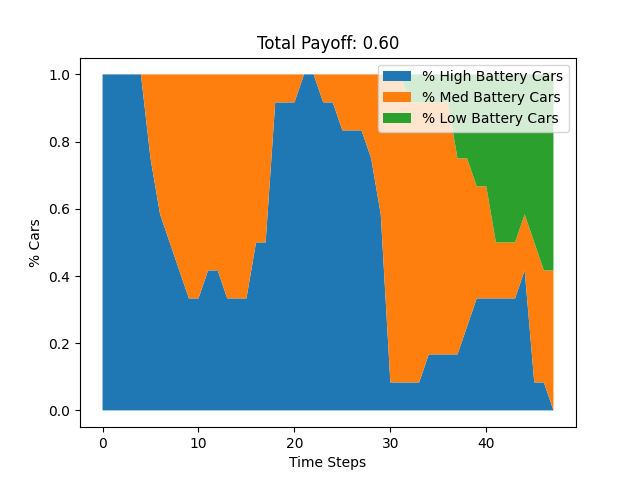 Total Payoff: 0.60
% High Battery Cars
% Med Battery Cars
% Low Battery Cars
% Cars
1.0
0.8
0.6
0.4
0.2
0.0
0 10 20 30 40
Time Steps